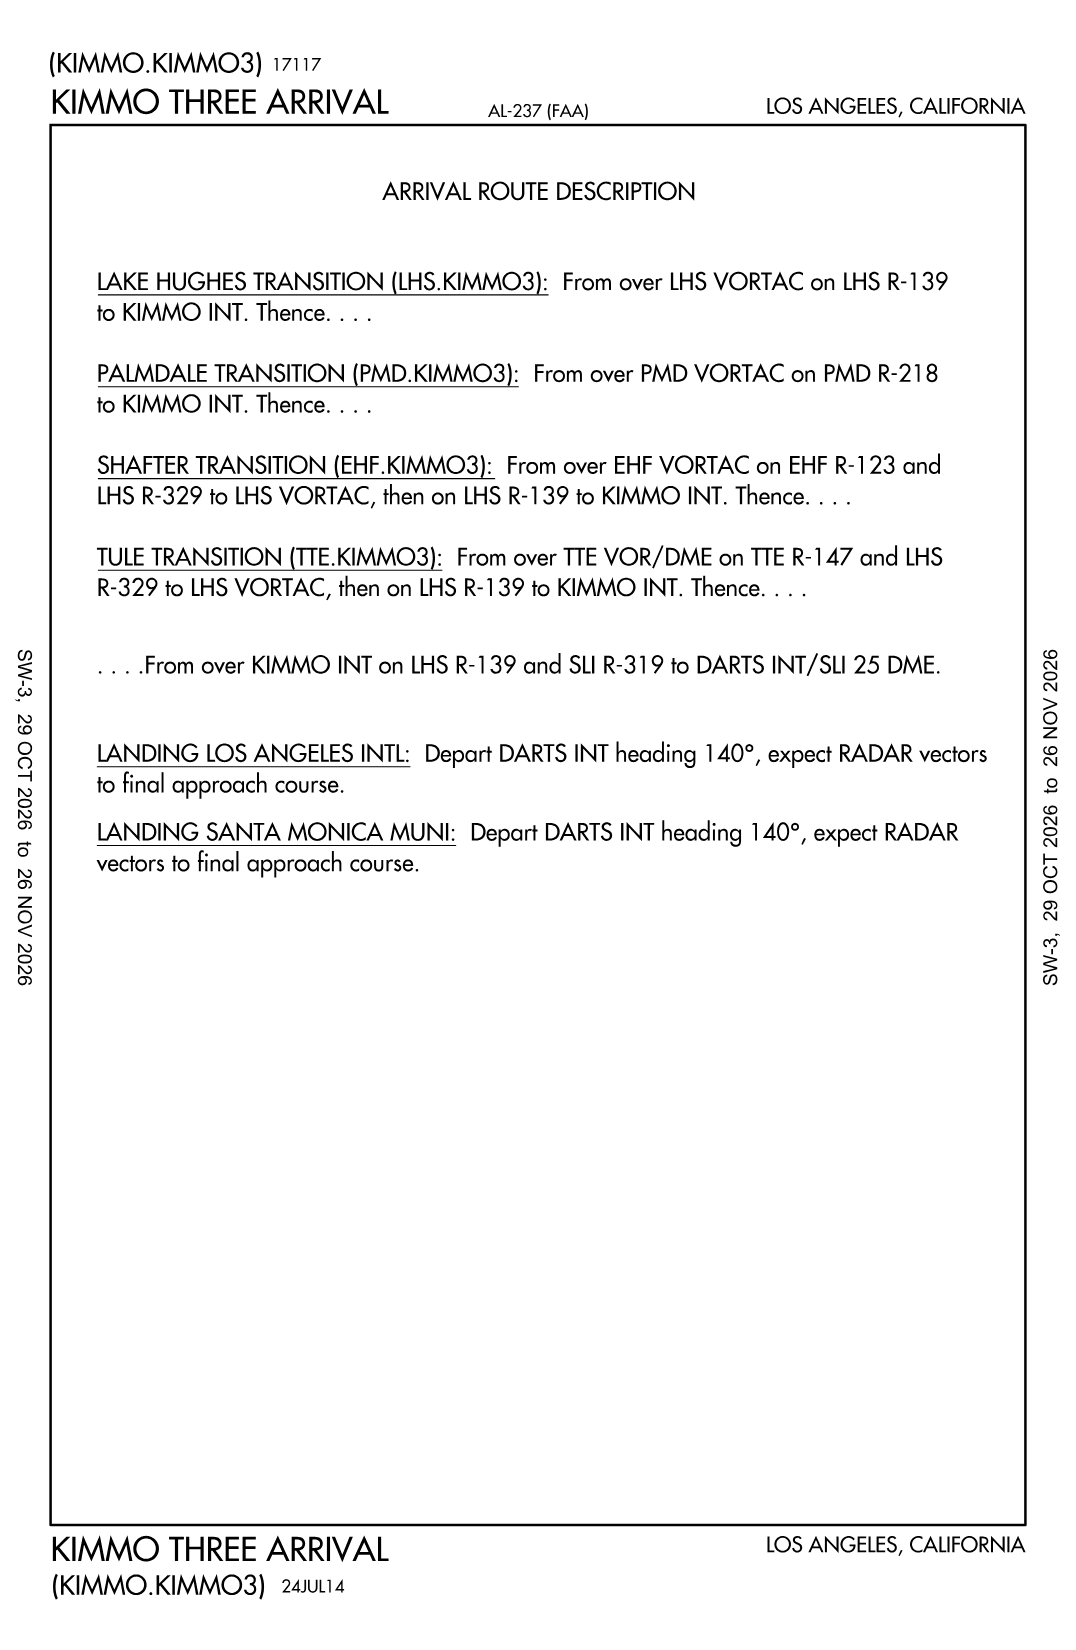 (KIMMO.KIMMO3) 17117
KIMMO THREE ARRIVAL AL-237 (FAA) LOS ANGELES, CALIFORNIA
ARRIVAL ROUTE DESCRIPTION
LAKE HUGHES TRANSITION (LHS.KIMMO3): From over LHS VORTAC on LHS R-139
to KIMMO INT. Thence. . . .
PALMDALE TRANSITION (PMD.KIMMO3): From over PMD VORTAC on PMD R-218
to KIMMO INT. Thence. . . .
SHAFTER TRANSITION (EHF.KIMMO3): From over EHF VORTAC on EHF R-123 and
LHS R-329 to LHS VORTAC, then on LHS R-139 to KIMMO INT. Thence. . . .
TULE TRANSITION (TTE.KIMMO3): From over TTE VOR/DME on TTE R-147 and LHS
R-329 to LHS VORTAC, then on LHS R-139 to KIMMO INT. Thence. . . .
. . . .From over KIMMO INT on LHS R-139 and SLI R-319 to DARTS INT/SLI 25 DME.
LANDING LOS ANGELES INTL: Depart DARTS INT heading 140°, expect RADAR vectors
to final approach course.
LANDING SANTA MONICA MUNI: Depart DARTS INT heading 140°, expect RADAR
vectors to final approach course.
SW-3, 29 OCT 2026 to 26 NOV 2026
SW-3, 29 OCT 2026 to 26 NOV 2026
KIMMO THREE ARRIVAL LOS ANGELES, CALIFORNIA
(KIMMO.KIMMO3) 24JUL14